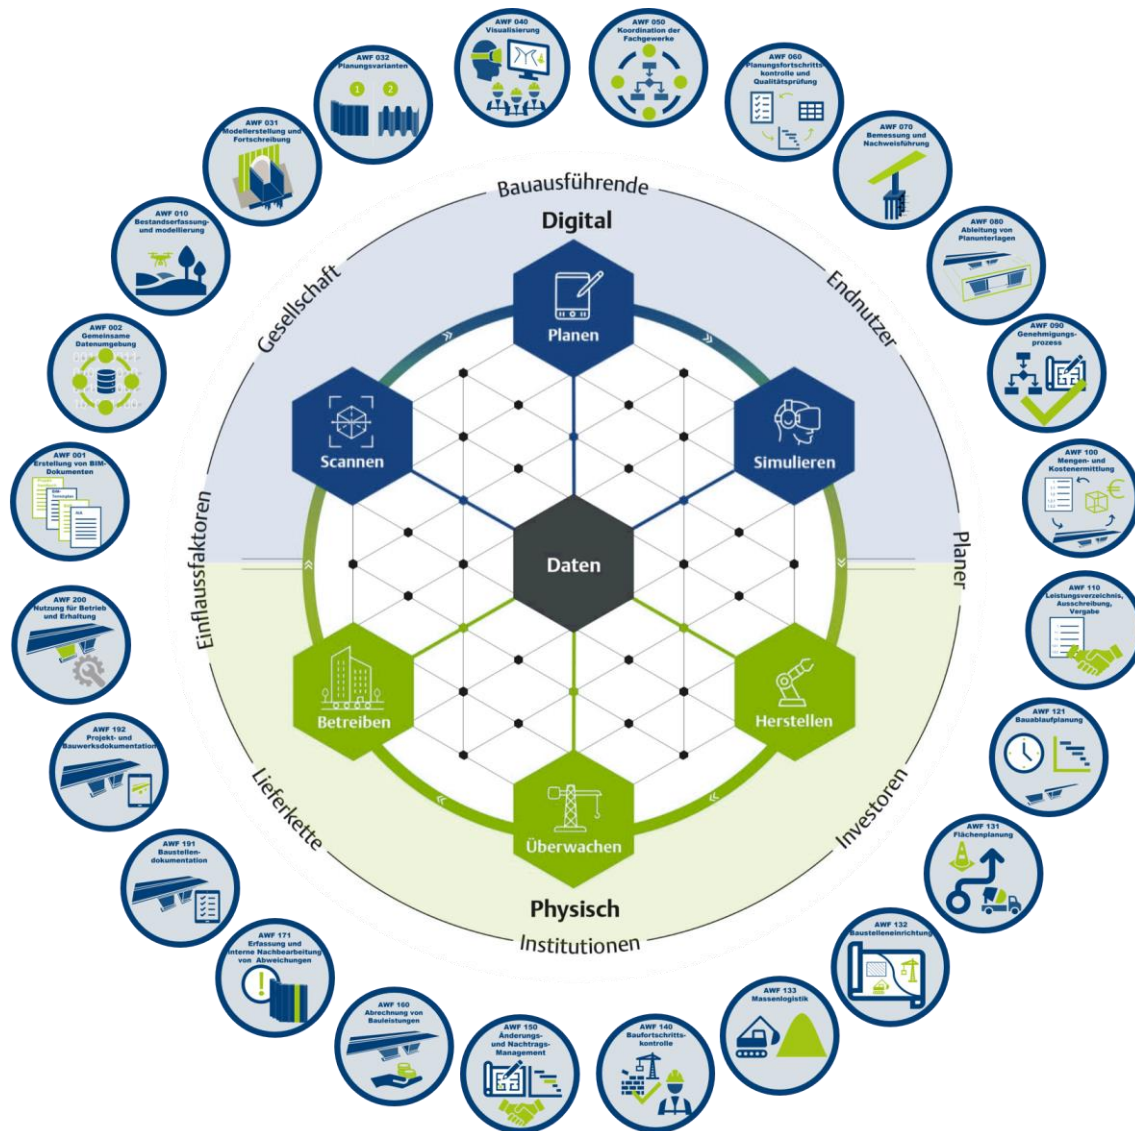 AWF 040
Visualisierung
AWF 050
Koordination der
Fachgewerke
AWF 060
Planungsfortschritts
kontrolle und
Qualitätsprüfung
AWF 070
Bemessung und
Nachweisführung
AWF 080
Ableitung von
Planunterlagen
AWF 090
Genehmigungs-
prozess
AWF 100
Mengen- und
Kostenermittlung
AWF 110
Leistungsverzeichnis,
Ausschreibung,
Vergabe
AWF 121
Bauablaufplanung
AWF 131
Flächenplanung
AWF 132
Baustelleneinrichtung
AWF 133
Massenlogistik
AWF 140
Baufortschritts-
kontrolle
AWF 150
Änderungs-
und Nachtrags-
Management
AWF 160
Abrechnung von
Bauleistungen
AWF 171
Erfassung und
interne Nachbearbeitung
von Abweichungen
AWF 191
Baustellen-
dokumentation
AWF 192
Projekt- und
Bauwerksdokumentation
AWF 200
Nutzung für Betrieb
und Erhaltung
AWF 001
Erstellung von BIM-
Dokumenten
AWF 002
Gemeinsame
Datenumgebung
AWF 010
Bestandserfassung-
und modellierung
AWF 031
Modellerstellung und
Fortschreibung
AWF 032
Planungsvarianten
1 2
Bauausführende
Endnutzer
Planer
Investoren
Institutionen
Lieferkette
Einflaussfaktoren
Gesellschaft
Digital
Planen
Scannen
Simulieren
Daten
Betreiben
Herstellen
Überwachen
Physisch